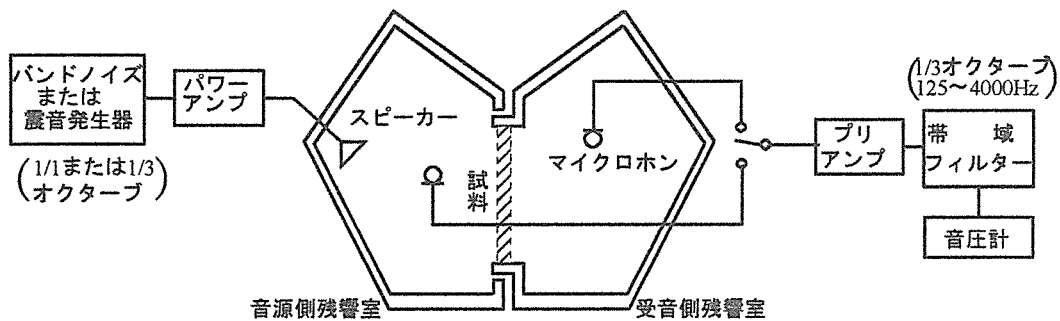 バンドノイズ
または
震音発生器
(1/1または1/3)
オクターブ
パワー
アンプ
スピーカー
試料
マイクロホン
音源側残響室
受音側残響室
プリ
アンプ
(1/3オクターブ)
125〜4000Hz
帯 域
フィルター
音圧計